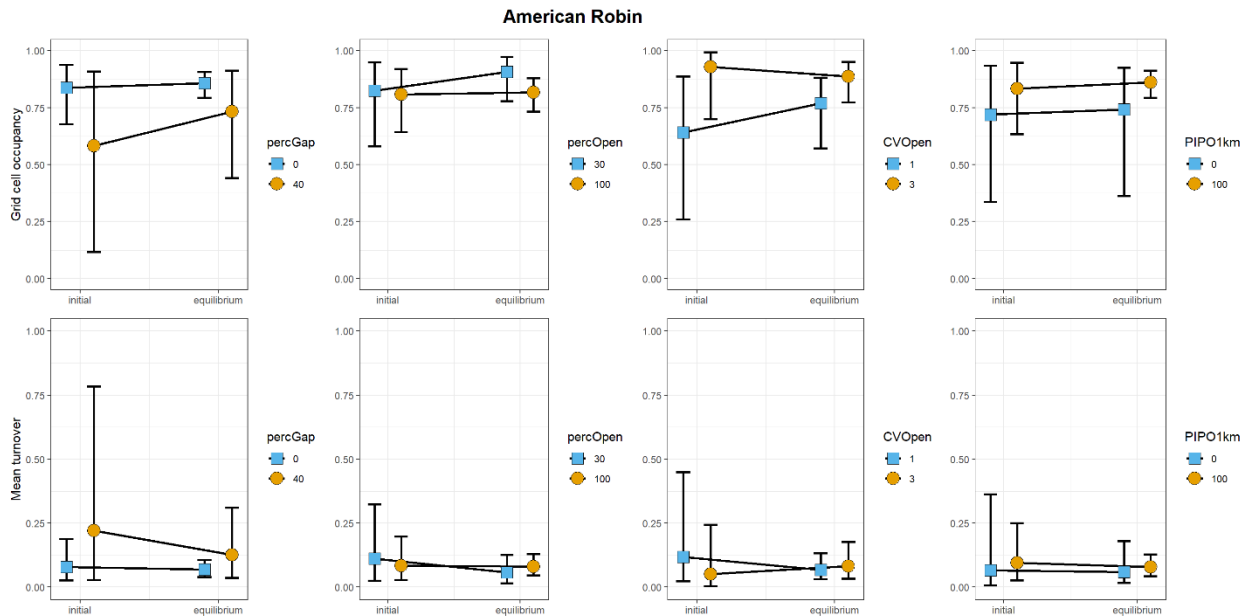 American Robin
Grid cell occupancy
1.00
0.75
0.50
0.25
0.00
initial
equilibrium
percGap
0
40
1.00
0.75
0.50
0.25
0.00
initial
equilibrium
percOpen
30
100
1.00
0.75
0.50
0.25
0.00
initial
equilibrium
CVOpen
1
3
1.00
0.75
0.50
0.25
0.00
initial
equilibrium
PIPO1km
0
100
Mean turnover
1.00
0.75
0.50
0.25
0.00
initial
equilibrium
percGap
0
40
1.00
0.75
0.50
0.25
0.00
initial
equilibrium
percOpen
30
100
1.00
0.75
0.50
0.25
0.00
initial
equilibrium
CVOpen
1
3
1.00
0.75
0.50
0.25
0.00
initial
equilibrium
PIPO1km
0
100